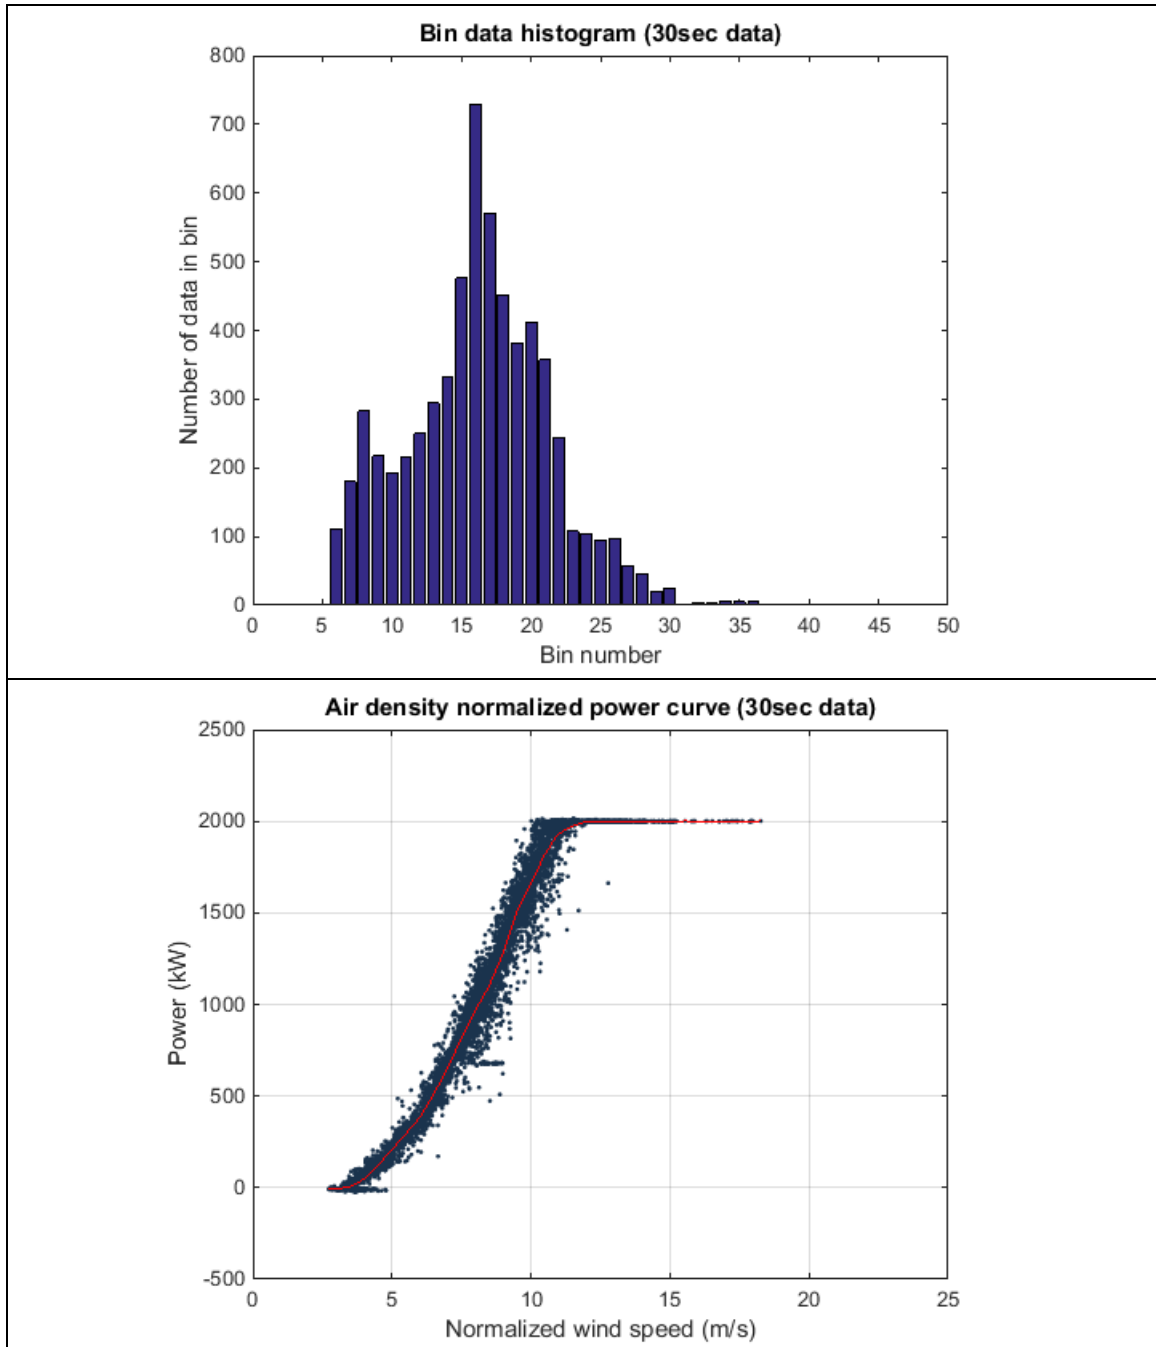 Bin data histogram (30sec data)
800
700
600
500
400
300
200
100
0
Number of data in bin
0 5 10 15 20 25 30 35 40 45 50
Bin number
Air density normalized power curve (30sec data)
2500
2000
1500
1000
500
0
-500
Power (kW)
0 5 10 15 20 25
Normalized wind speed (m/s)